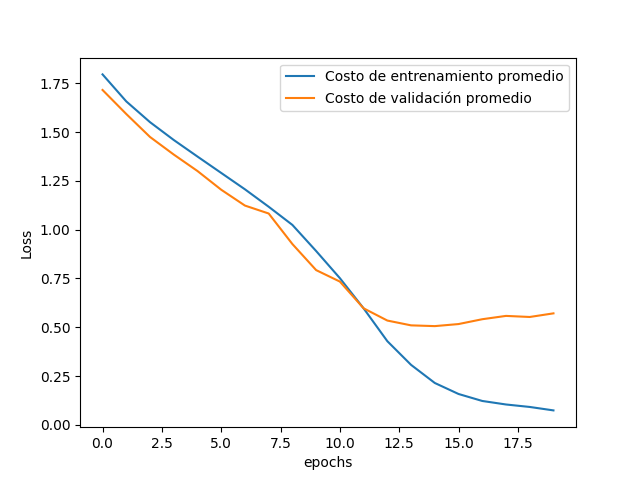 Costo de entrenamiento promedio
Costo de validación promedio
1.75
1.50
1.25
1.00
0.75
0.50
0.25
0.00
Loss
0.0 2.5 5.0 7.5 10.0 12.5 15.0 17.5
epochs